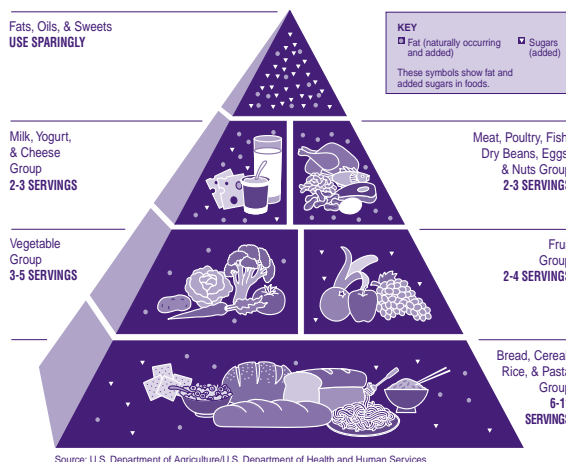 Fats, Oils, & Sweets
USE SPARINGLY
KEY
Fat (naturally occurring
and added)
Sugars
(added)
These symbols show fat and
added sugars in foods.
Milk, Yogurt,
& Cheese
Group
2-3 SERVINGS
Meat, Poultry, Fish
Dry Beans, Eggs
& Nuts Group
2-3 SERVINGS
Vegetable
Group
3-5 SERVINGS
Group
2-4 SERVINGS
Bread, Cereal
Rice, & Pasta
Group
SERVINGS
Source: U.S. Department of Agriculture/U.S. Department of Health and Human Services